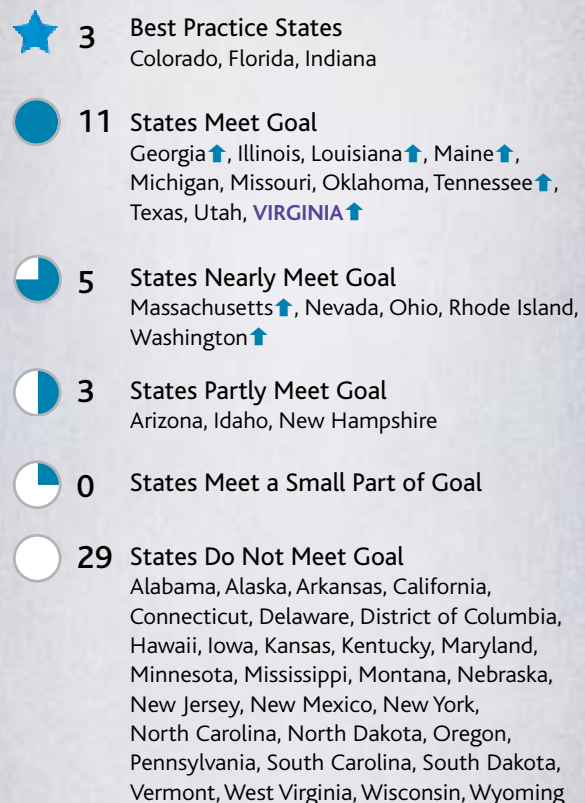 3 Best Practice States
Colorado, Florida, Indiana
11 States Meet Goal
Georgia⬆, Illinois, Louisiana⬆, Maine⬆,
Michigan, Missouri, Oklahoma, Tennessee⬆,
Texas, Utah, VIRGINIA⬆
5 States Nearly Meet Goal
Massachusetts⬆, Nevada, Ohio, Rhode Island,
Washington⬆
3 States Partly Meet Goal
Arizona, Idaho, New Hampshire
0 States Meet a Small Part of Goal
29 States Do Not Meet Goal
Alabama, Alaska, Arkansas, California,
Connecticut, Delaware, District of Columbia,
Hawaii, Iowa, Kansas, Kentucky, Maryland,
Minnesota, Mississippi, Montana, Nebraska,
New Jersey, New Mexico, New York,
North Carolina, North Dakota, Oregon,
Pennsylvania, South Carolina, South Dakota,
Vermont, West Virginia, Wisconsin, Wyoming